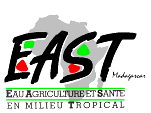 EAST
Madagascar
EAU AGRICULTURE ET SANTE
EN MILIEU TROPICAL